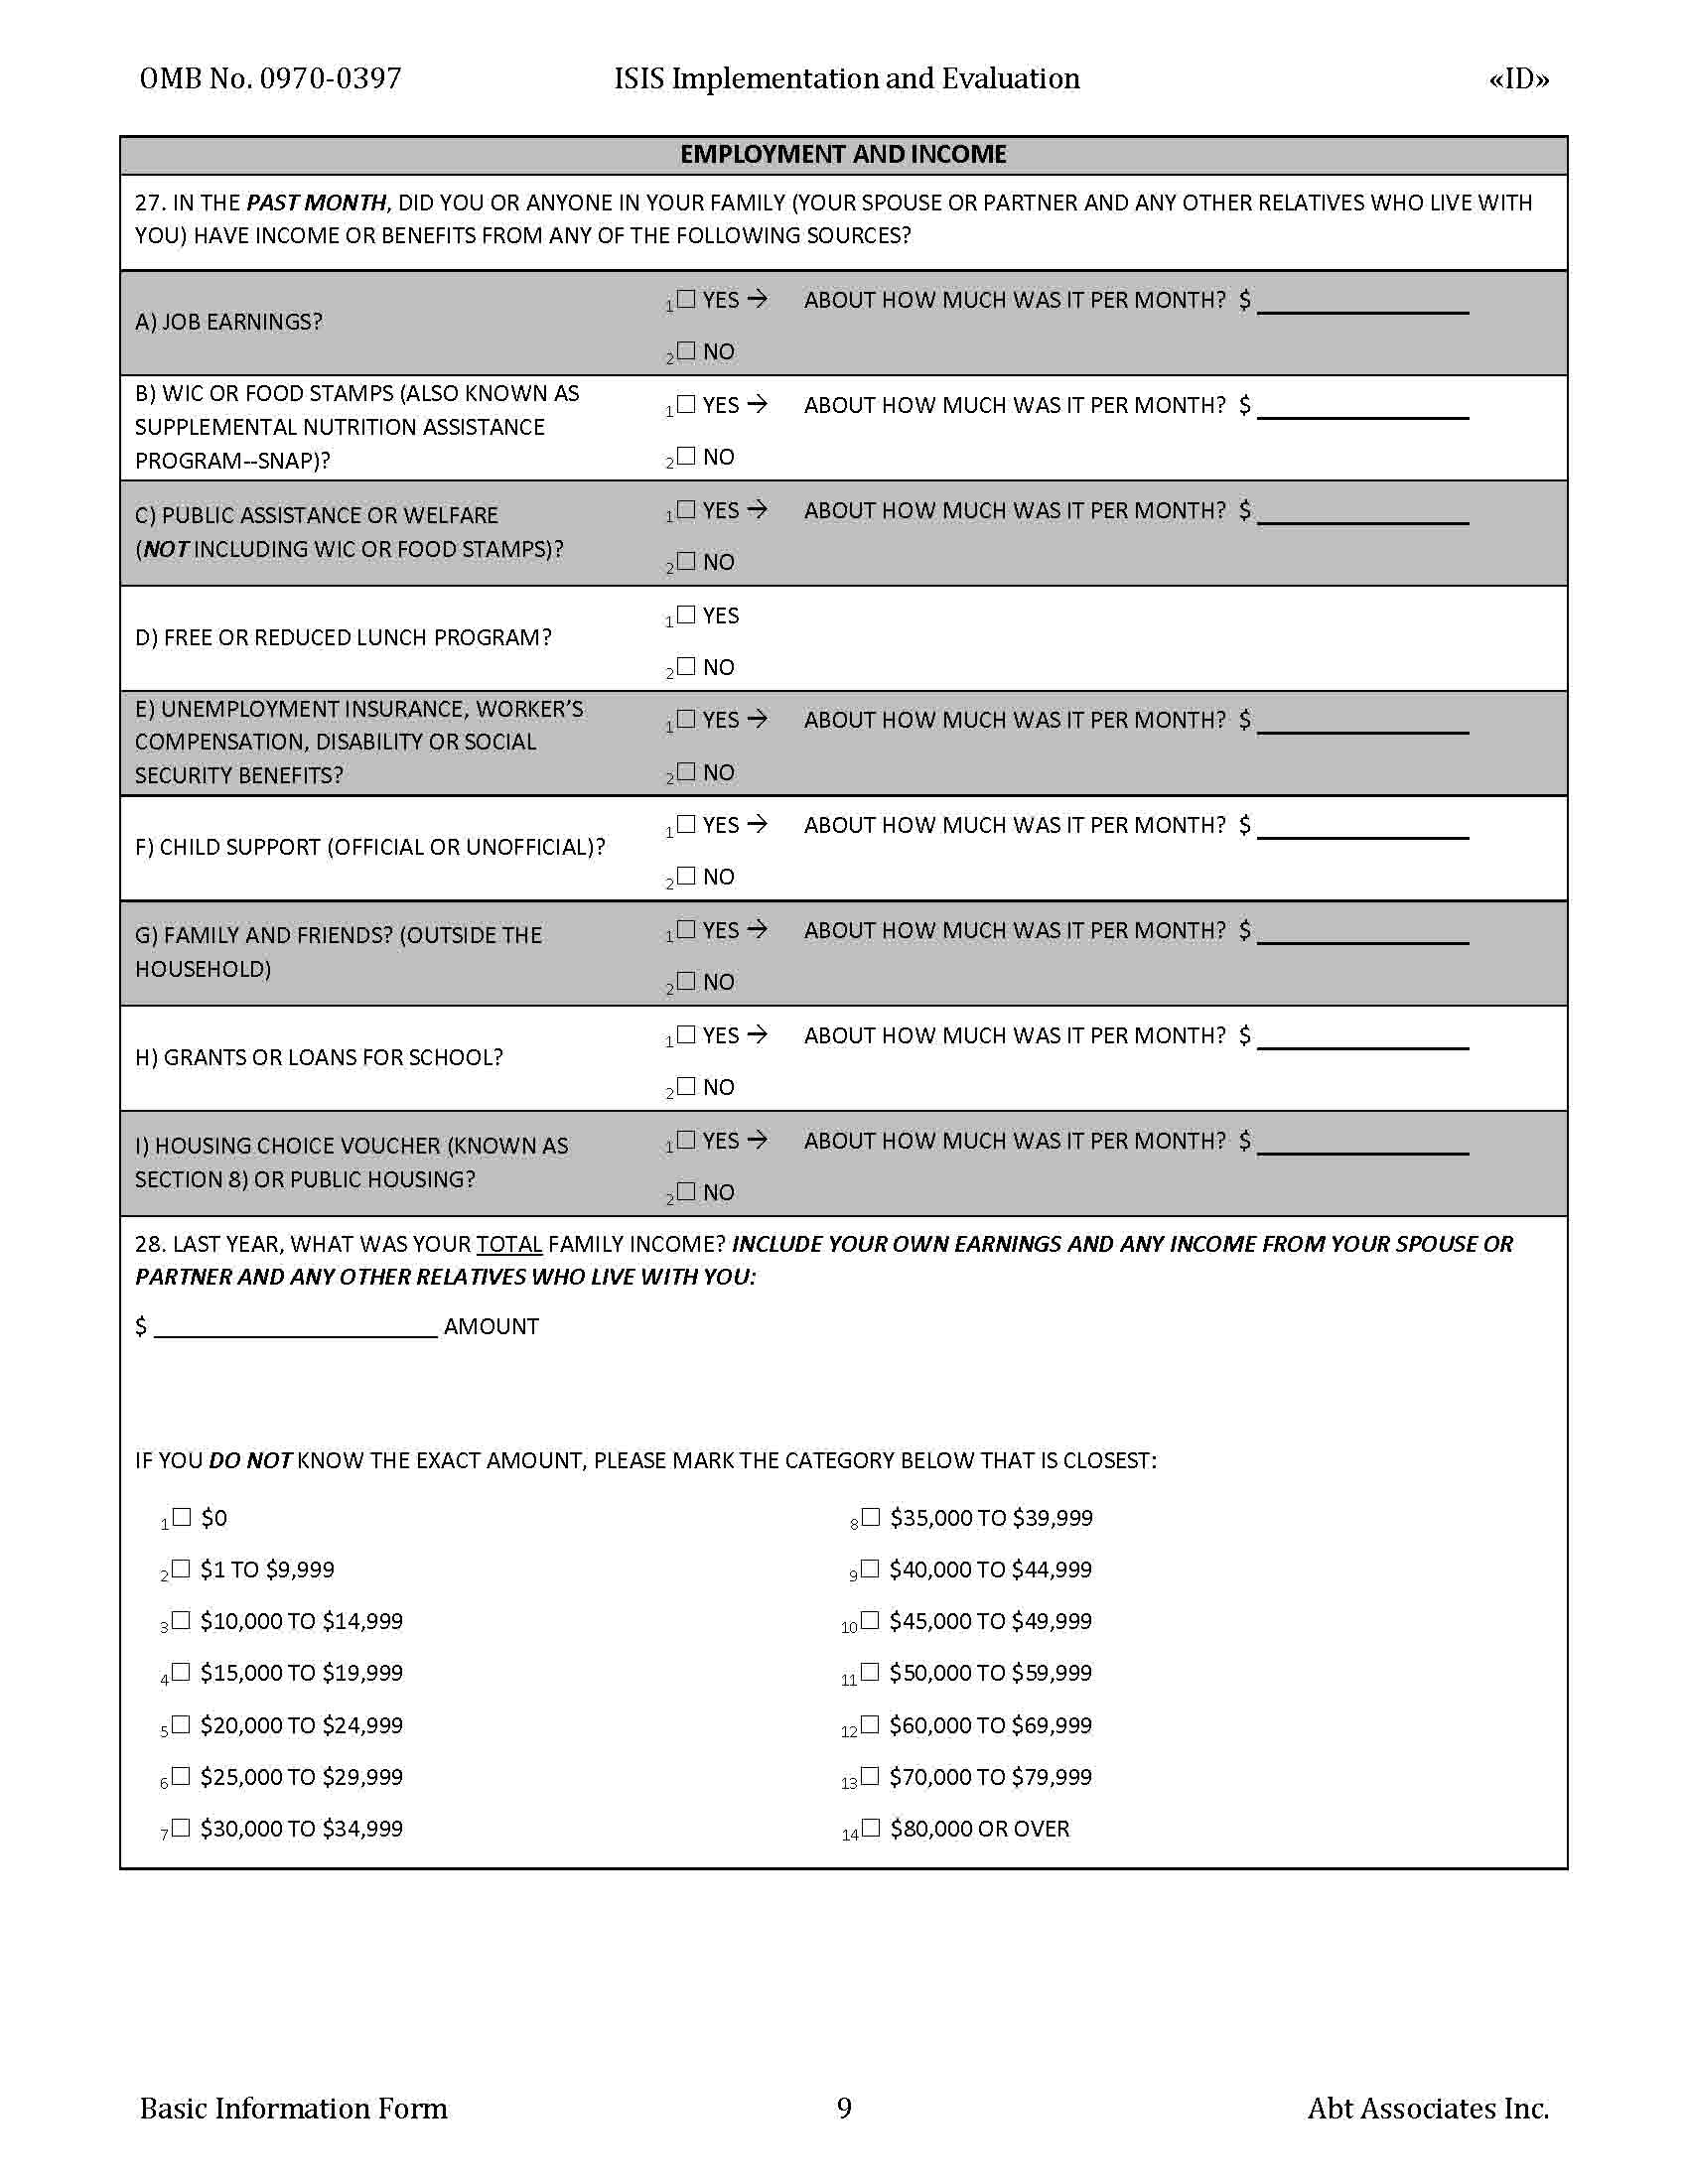 OMB No. 0970-0397 ISIS Implementation and Evaluation «ID»
EMPLOYMENT AND INCOME
27. IN THE PAST MONTH, DID YOU OR ANYONE IN YOUR FAMILY (YOUR SPOUSE OR PARTNER AND ANY OTHER RELATIVES WHO LIVE WITH
YOU) HAVE INCOME OR BENEFITS FROM ANY OF THE FOLLOWING SOURCES?
A) JOB EARNINGS?
1☐ YES → ABOUT HOW MUCH WAS IT PER MONTH? $ ____________
2☐ NO
B) WIC OR FOOD STAMPS (ALSO KNOWN AS
SUPPLEMENTAL NUTRITION ASSISTANCE
PROGRAM--SNAP)?
1☐ YES → ABOUT HOW MUCH WAS IT PER MONTH? $ ____________
2☐ NO
C) PUBLIC ASSISTANCE OR WELFARE
(NOT INCLUDING WIC OR FOOD STAMPS)?
1☐ YES → ABOUT HOW MUCH WAS IT PER MONTH? $ ____________
2☐ NO
D) FREE OR REDUCED LUNCH PROGRAM?
1☐ YES
2☐ NO
E) UNEMPLOYMENT INSURANCE, WORKER’S
COMPENSATION, DISABILITY OR SOCIAL
SECURITY BENEFITS?
1☐ YES → ABOUT HOW MUCH WAS IT PER MONTH? $ ____________
2☐ NO
F) CHILD SUPPORT (OFFICIAL OR UNOFFICIAL)?
1☐ YES → ABOUT HOW MUCH WAS IT PER MONTH? $ ____________
2☐ NO
G) FAMILY AND FRIENDS? (OUTSIDE THE
HOUSEHOLD)
1☐ YES → ABOUT HOW MUCH WAS IT PER MONTH? $ ____________
2☐ NO
H) GRANTS OR LOANS FOR SCHOOL?
1☐ YES → ABOUT HOW MUCH WAS IT PER MONTH? $ ____________
2☐ NO
I) HOUSING CHOICE VOUCHER (KNOWN AS
SECTION 8) OR PUBLIC HOUSING?
1☐ YES → ABOUT HOW MUCH WAS IT PER MONTH? $ ____________
2☐ NO
28. LAST YEAR, WHAT WAS YOUR TOTAL FAMILY INCOME? INCLUDE YOUR OWN EARNINGS AND ANY INCOME FROM YOUR SPOUSE OR
PARTNER AND ANY OTHER RELATIVES WHO LIVE WITH YOU:
$ ____________ AMOUNT
IF YOU DO NOT KNOW THE EXACT AMOUNT, PLEASE MARK THE CATEGORY BELOW THAT IS CLOSEST:
1☐ $0
2☐ $1 TO $9,999
3☐ $10,000 TO $14,999
4☐ $15,000 TO $19,999
5☐ $20,000 TO $24,999
6☐ $25,000 TO $29,999
7☐ $30,000 TO $34,999
8☐ $35,000 TO $39,999
9☐ $40,000 TO $44,999
10☐ $45,000 TO $49,999
11☐ $50,000 TO $59,999
12☐ $60,000 TO $69,999
13☐ $70,000 TO $79,999
14☐ $80,000 OR OVER
Basic Information Form 9 Abt Associates Inc.